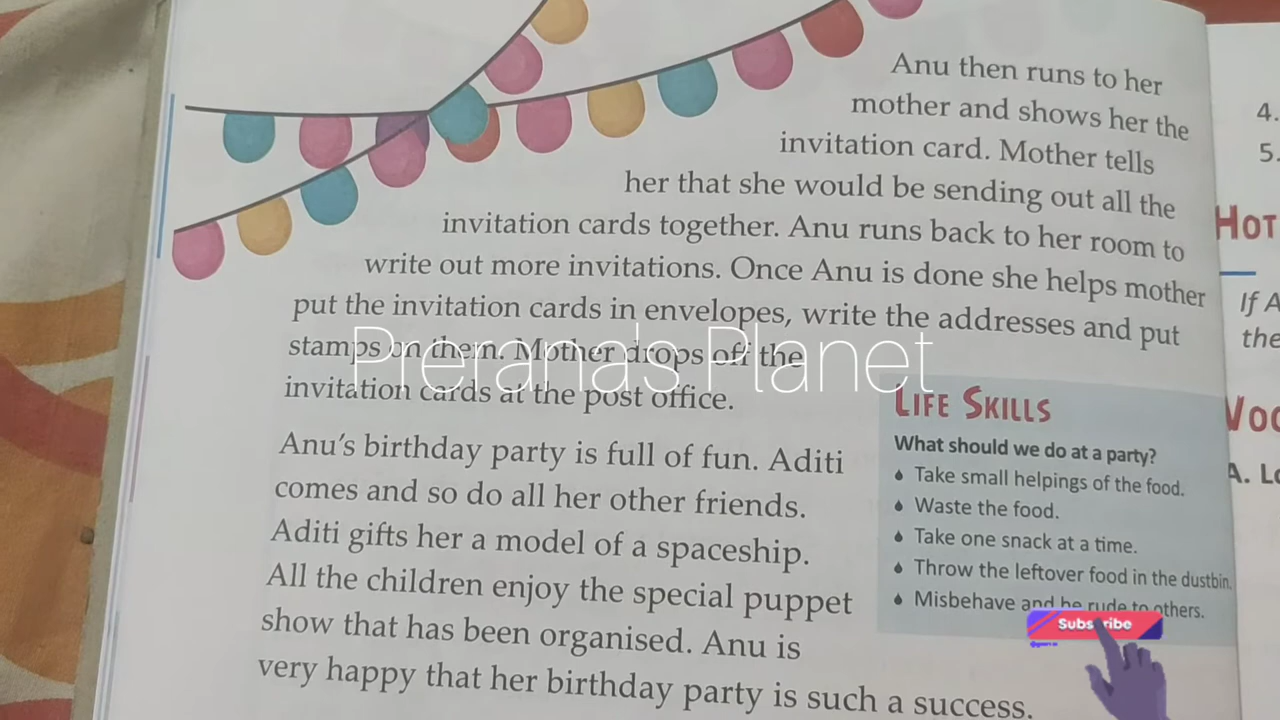 Anu then runs to her
mother and shows her the
invitation card. Mother tells
her that she would be sending out all the
invitation cards together. Anu runs back to her room to
write out more invitations. Once Anu is done she helps mother
put the invitation cards in envelopes, write the addresses and put
stamps on them. Mother drops off the
invitation cards at the post office.
Prerana's Planet
Anu's birthday party is full of fun. Aditi
comes and so do all her other friends.
Aditi gifts her a model of a spaceship.
All the children enjoy the special puppet
show that has been organised. Anu is
very happy that her birthday party is such a success.
LIFE SKILLS
What should we do at a party?
Take small helpings of the food.
Waste the food.
Take one snack at a time.
Throw the leftover food in the dustbin.
Misbehave and be rude to others.
Subscribe
4.
5.
HOT
If A
the
VOC
A. Lo